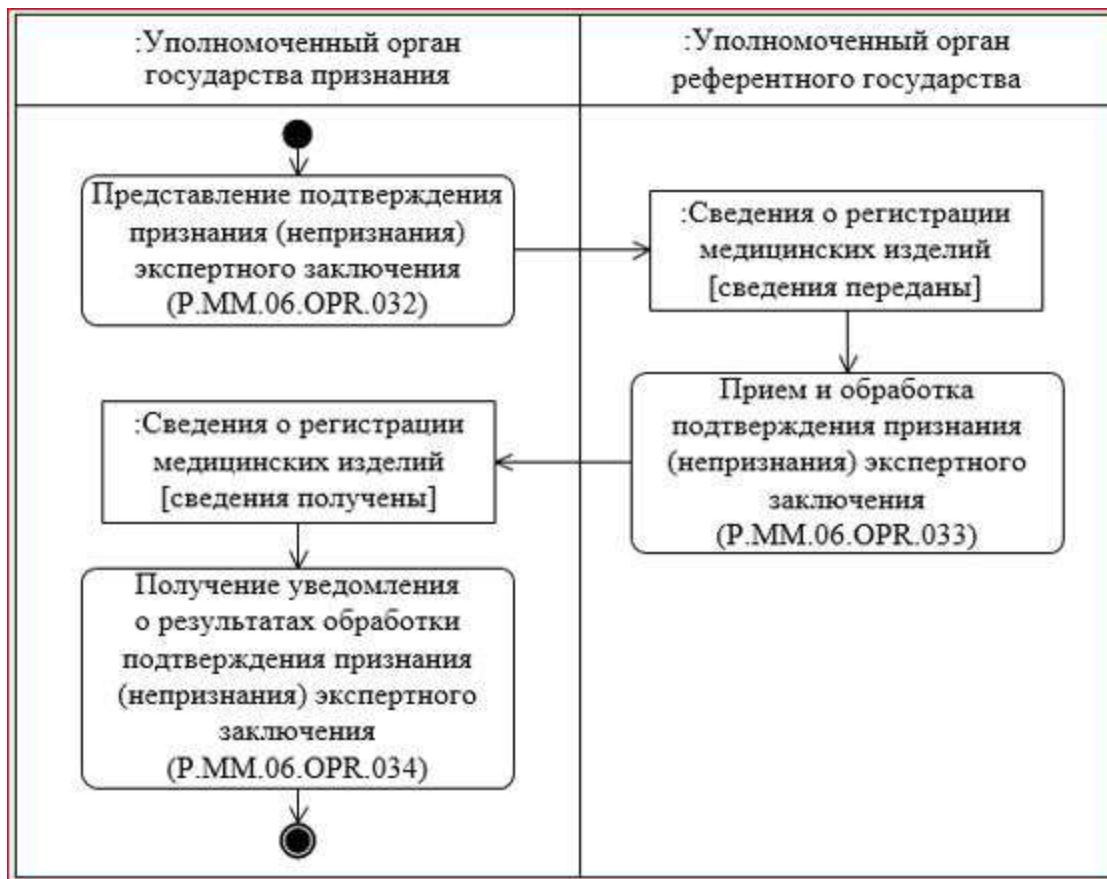 :Уполномоченный орган
государства признания
:Уполномоченный орган
референтного государства
Представление подтверждения
признания (непризнания)
экспертного заключения
(P.MM.06.OPR.032)
:Сведения о регистрации
медицинских изделий
[сведения переданы]
Прием и обработка
подтверждения признания
(непризнания) экспертного
заключения
(P.MM.06.OPR.033)
:Сведения о регистрации
медицинских изделий
[сведения получены]
Получение уведомления
о результатах обработки
подтверждения признания
(непризнания) экспертного
заключения
(P.MM.06.OPR.034)